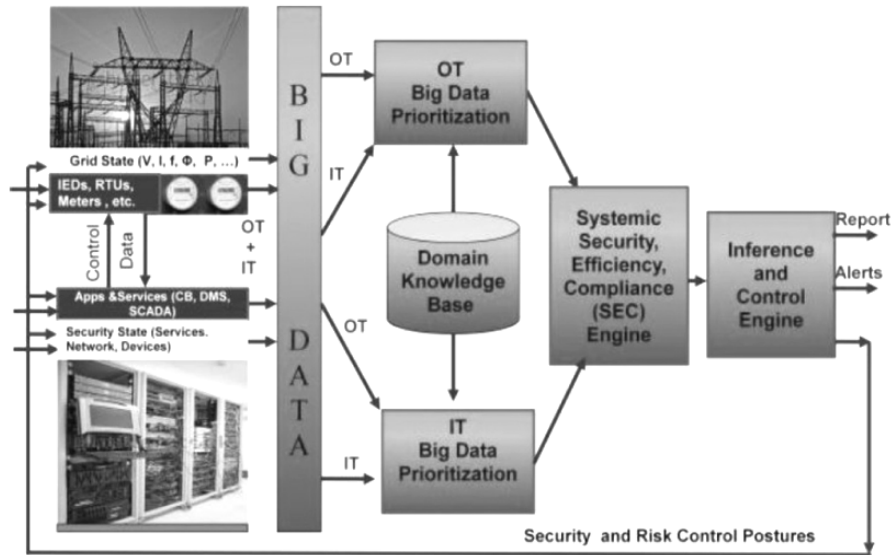 Grid State (V, I, f, Φ, P, ...)
IEDs, RTUs,
Meters , etc.
Control
Data
Apps &Services (CB, DMS,
SCADA)
Security State (Services.
Network, Devices)
OT
+
IT
BIG
DATA
OT
IT
OT
IT
OT
Big Data
Prioritization
Domain
Knowledge
Base
IT
Big Data
Prioritization
Systemic
Security,
Efficiency,
Compliance
(SEC)
Engine
Inference
and
Control
Engine
Report
Alerts
Security and Risk Control Postures